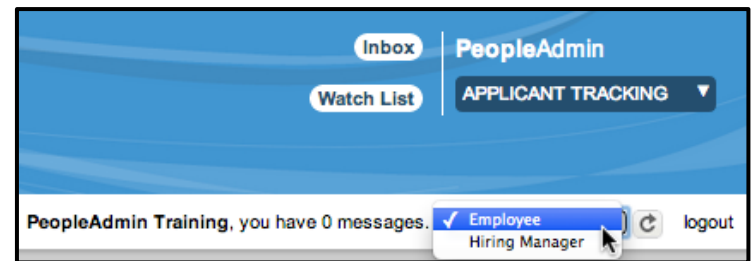 Inbox
PeopleAdmin
Watch List
APPLICANT TRACKING
PeopleAdmin Training, you have 0 messages.
Employee
logout
Hiring Manager